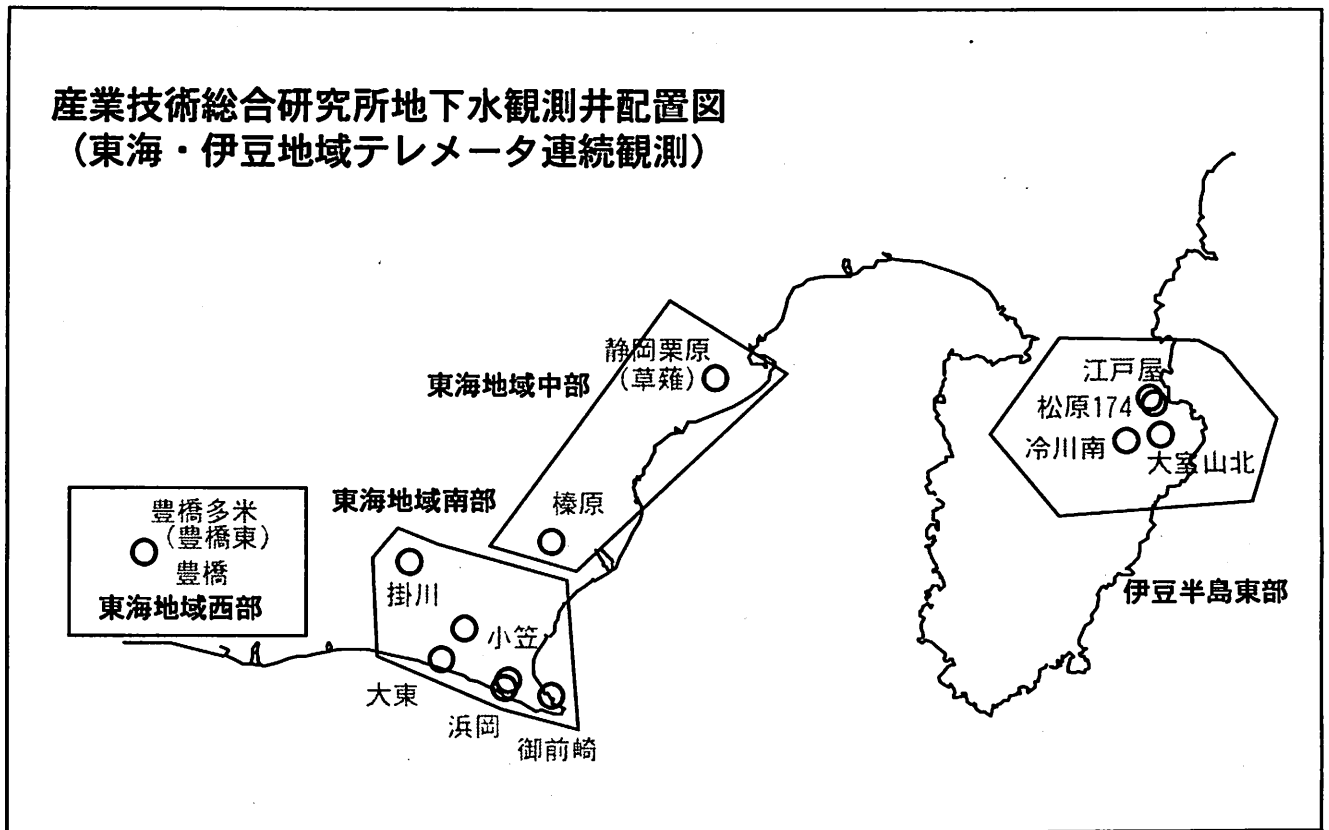 産業技術総合研究所地下水観測井配置図
（東海・伊豆地域テレメータ連続観測）
静岡栗原
（草薙）
東海地域中部
江戸屋
松原174
冷川南
大室山北
東海地域南部
榛原
豊橋多米
（豊橋東）
豊橋
東海地域西部
掛川
小笠
大東
浜岡
御前崎
伊豆半島東部